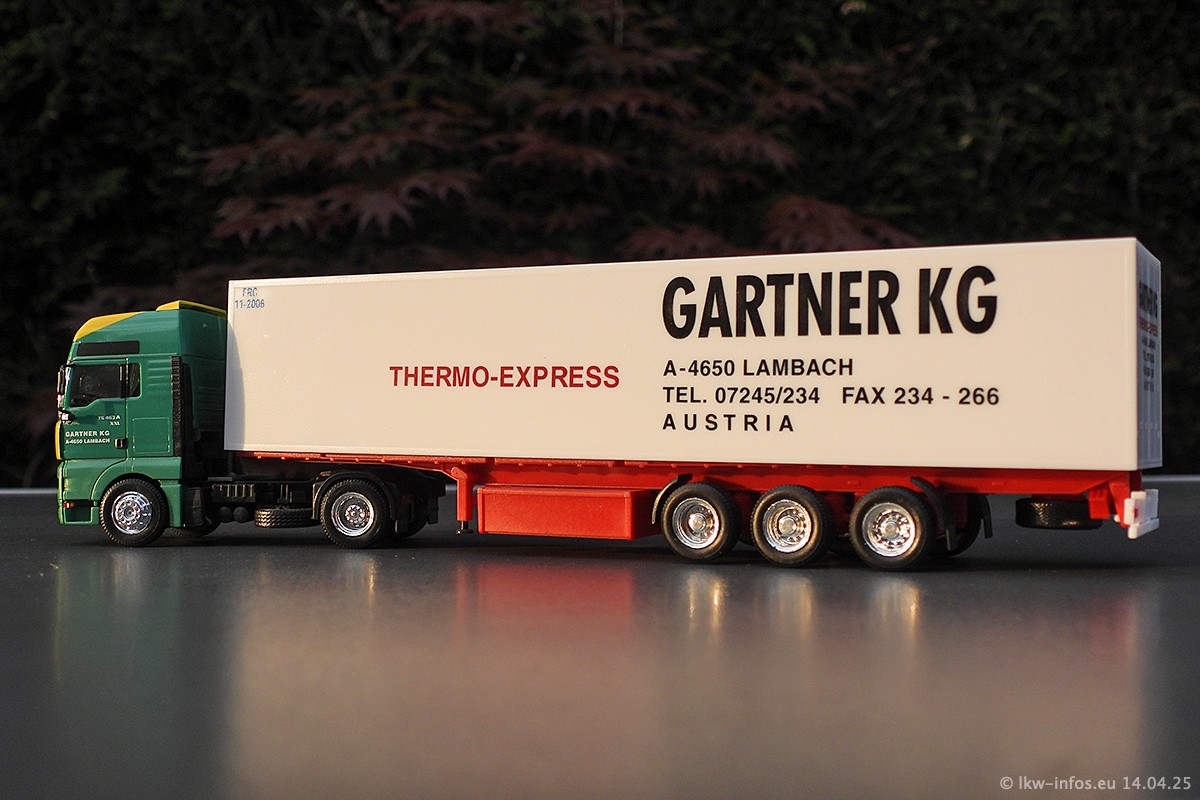 FRC
11-2006
GARTNER KG
THERMO-EXPRESS
A-4650 LAMBACH
TEL. 07245/234 FAX 234 - 266
AUSTRIA
XXL
GARTNER KG
A-4650 LAMBACH
© lkw-infos.eu 14.04.25